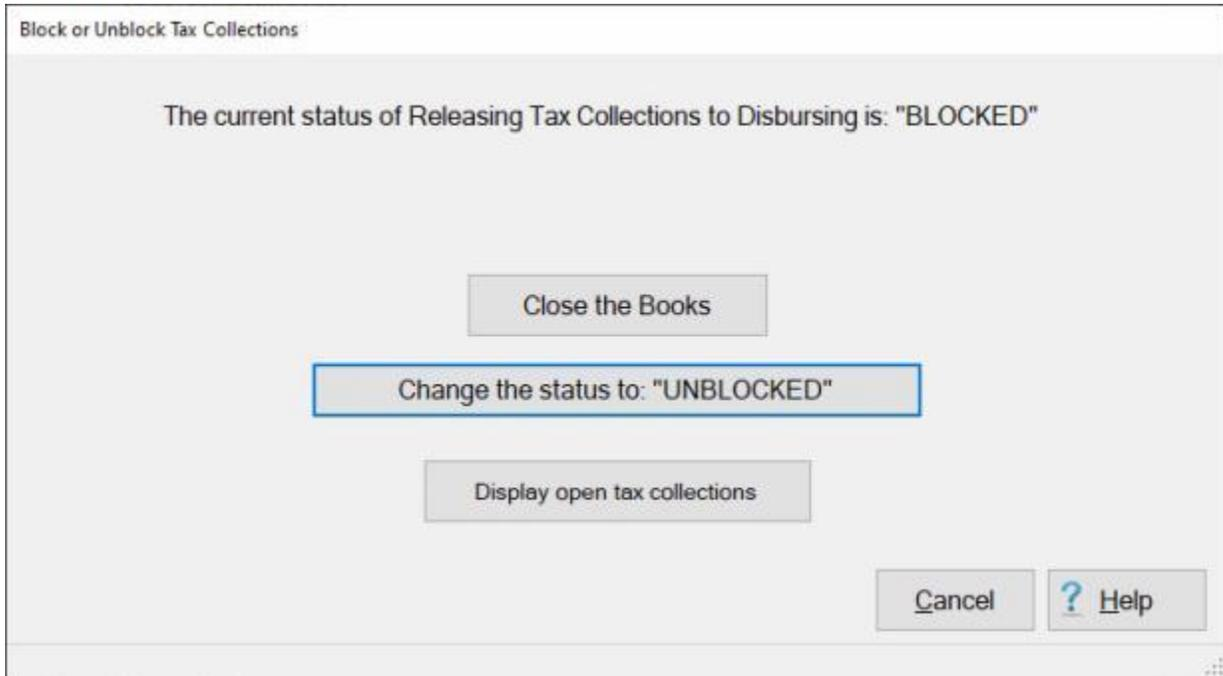 Block or Unblock Tax Collections
The current status of Releasing Tax Collections to Disbursing is: "BLOCKED"
Close the Books
Change the status to: "UNBLOCKED"
Display open tax collections
Cancel
? Help